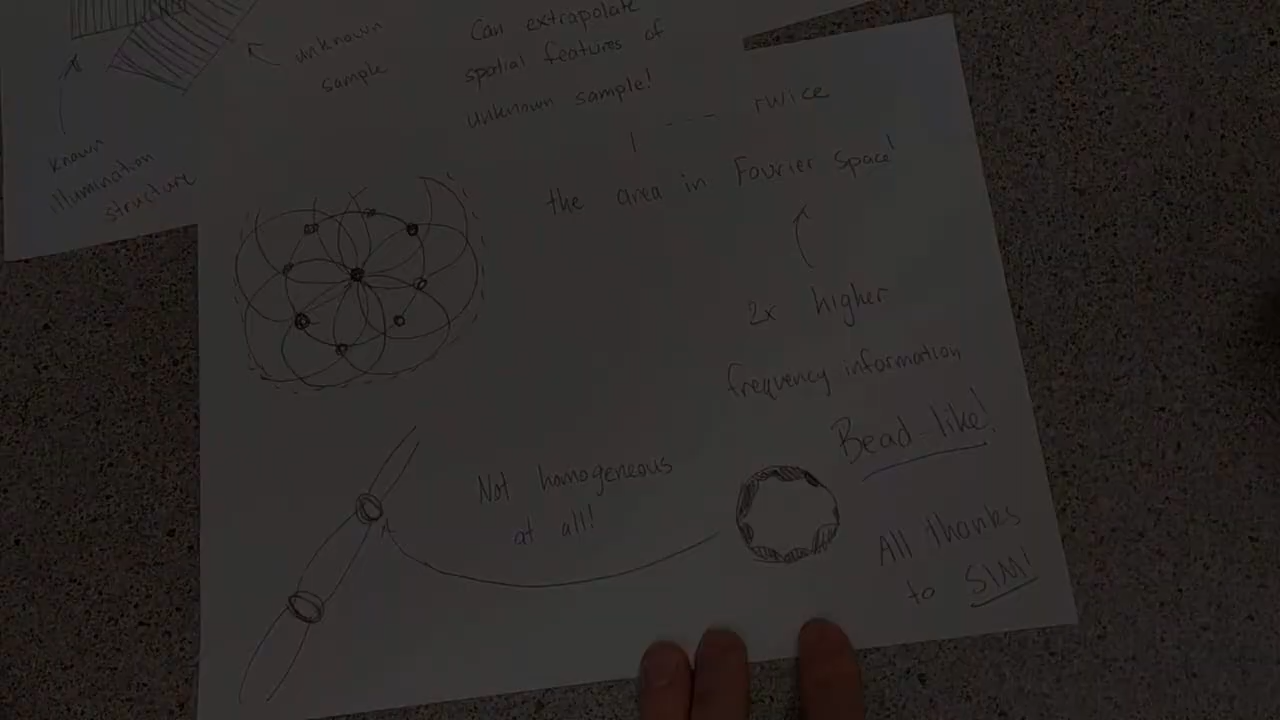 unknown
sample
known
illumination
structure
Can extrapolate
spatial features of
unknown sample!
twice
the area in Fourier space!
2x higher
frequency information
Bead-like!
Not homogeneous
at all!
All thanks
to SIM!